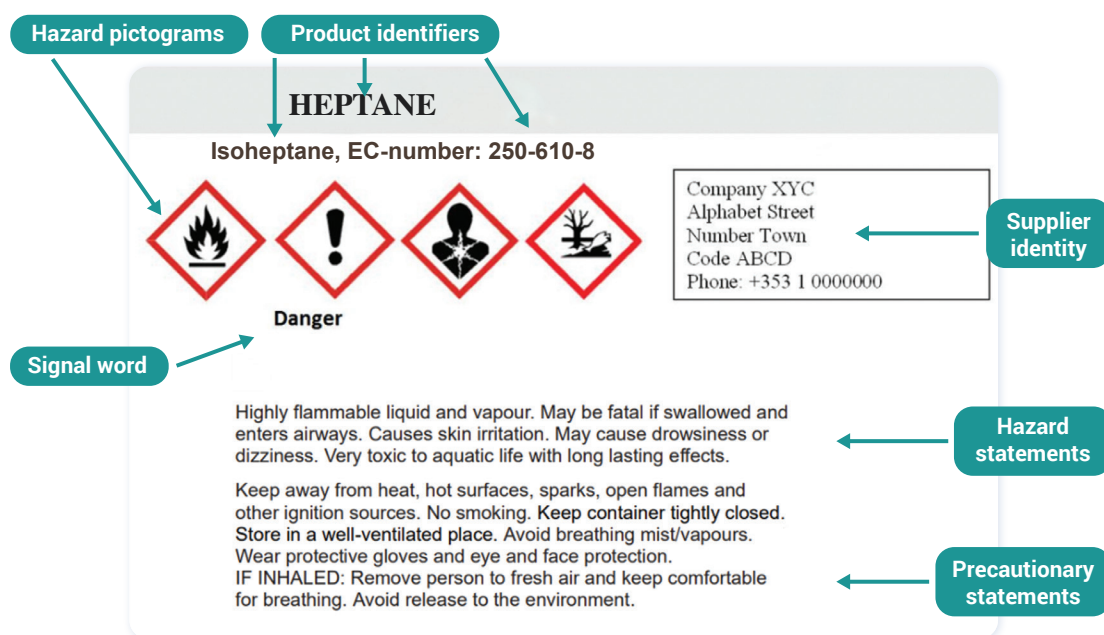 Hazard pictograms
Product identifiers
HEPTANE
Isoheptane, EC-number: 250-610-8
Company XYC
Alphabet Street
Number Town
Code ABCD
Phone: +353 1 0000000
Supplier
identity
Danger
Signal word
Highly flammable liquid and vapour. May be fatal if swallowed and
enters airways. Causes skin irritation. May cause drowsiness or
dizziness. Very toxic to aquatic life with long lasting effects.
Hazard
statements
Keep away from heat, hot surfaces, sparks, open flames and
other ignition sources. No smoking. Keep container tightly closed.
Store in a well-ventilated place. Avoid breathing mist/vapours.
Wear protective gloves and eye and face protection.
IF INHALED: Remove person to fresh air and keep comfortable
for breathing. Avoid release to the environment.
Precautionary
statements